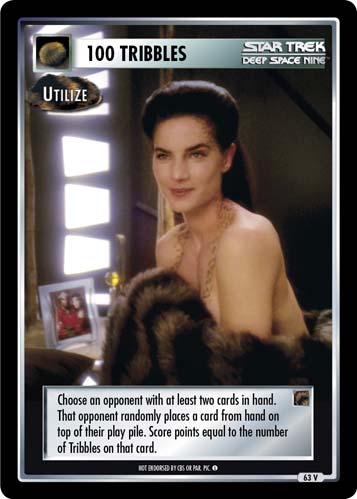 100 TRIBBLES
STAR TREK
DEEP SPACE NINE
UTILIZE
Choose an opponent with at least two cards in hand.
That opponent randomly places a card from hand on
top of their play pile. Score points equal to the number
of Tribbles on that card.
NOT ENDORSED BY CBS OR PAR. PIC.
63 V